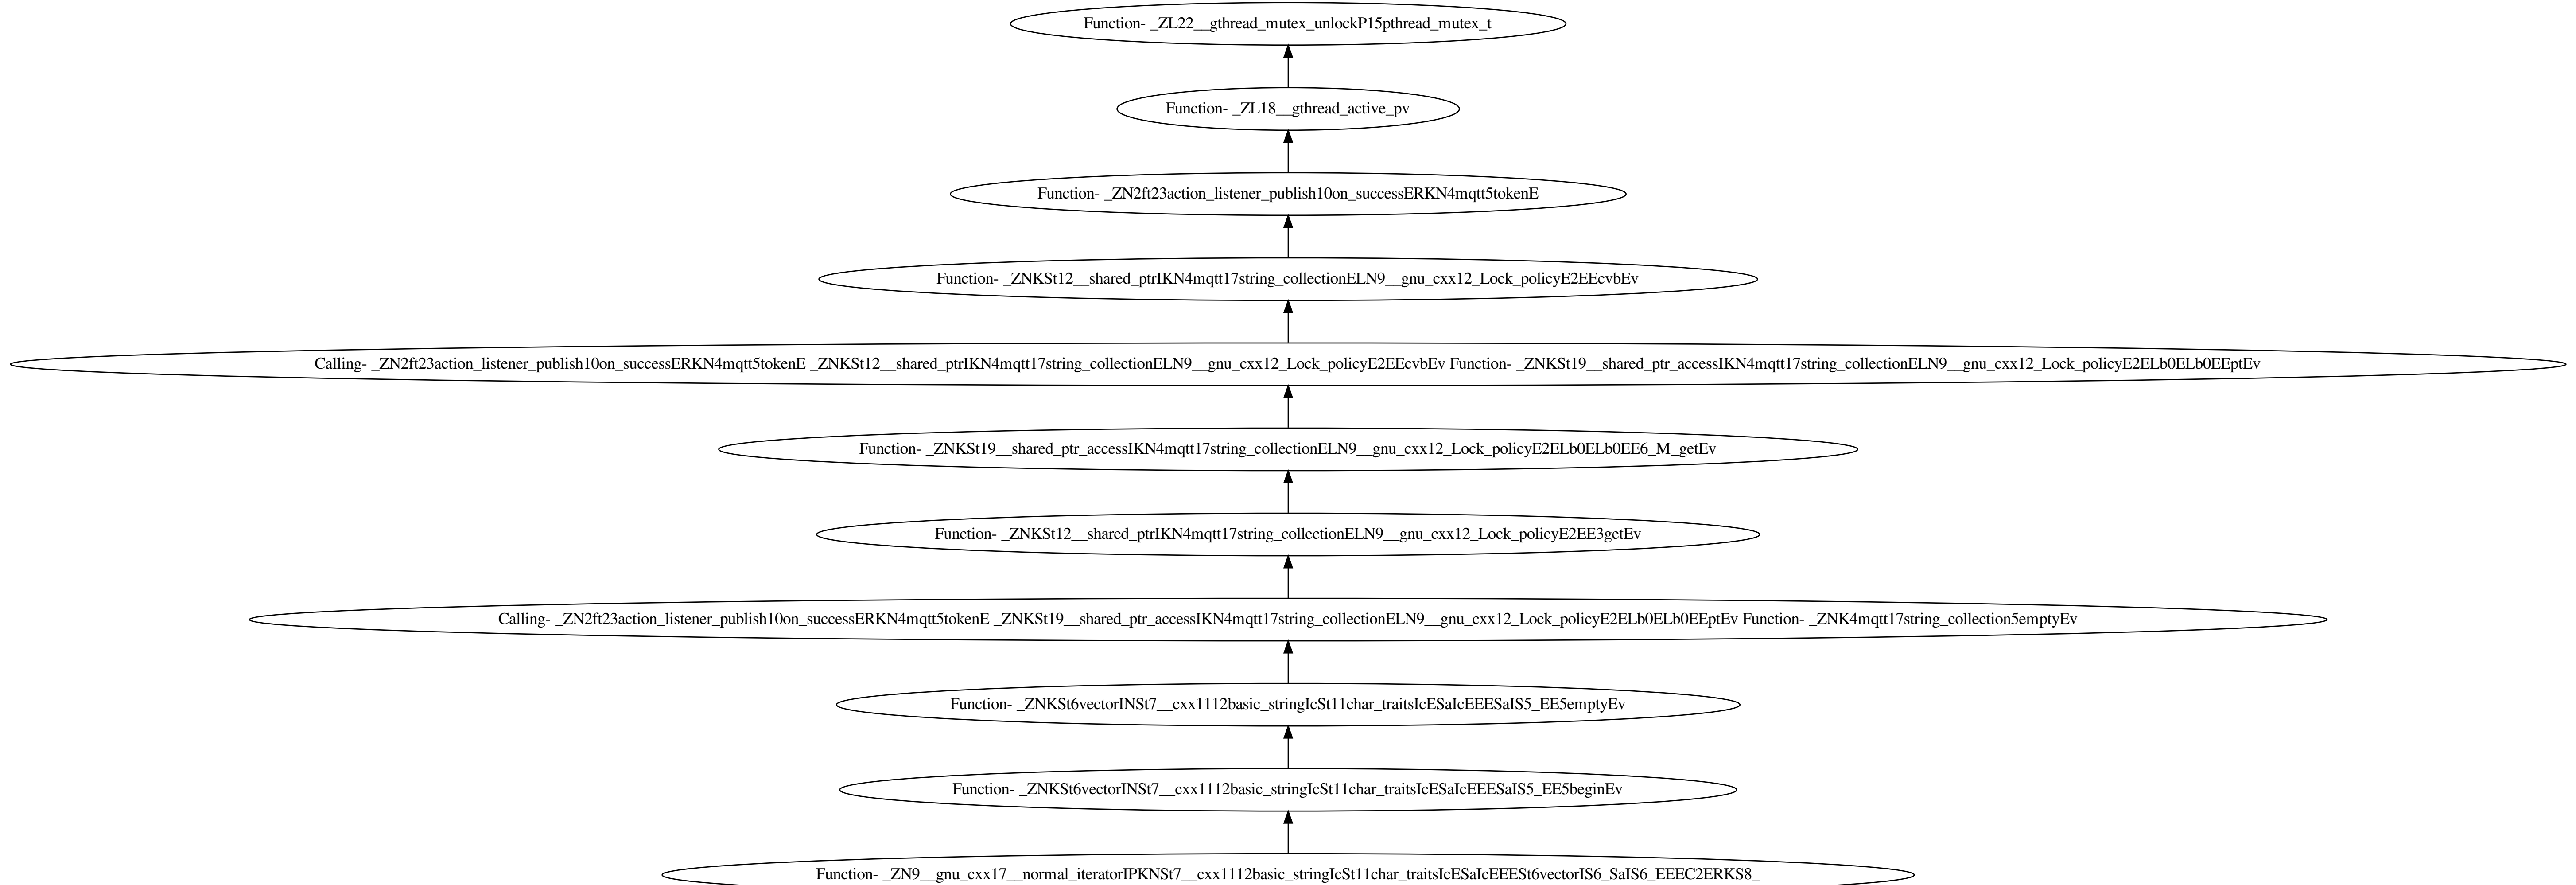 Function- _ZL22__gthread_mutex_unlockP15pthread_mutex_t
Function- _ZL18__gthread_active_pv
Function- _ZN2ft23action_listener_publish10on_successERKN4mqtt5tokenE
Function- _ZNKSt12__shared_ptrIKN4mqtt17string_collectionELN9__gnu_cxx12_Lock_policyE2EEcvbEv
Calling- _ZN2ft23action_listener_publish10on_successERKN4mqtt5tokenE _ZNKSt12__shared_ptrIKN4mqtt17string_collectionELN9__gnu_cxx12_Lock_policyE2EEcvbEv Function- _ZNKSt19__shared_ptr_accessIKN4mqtt17string_collectionELN9__gnu_cxx12_Lock_policyE2ELb0ELb0EEptEv
Function- _ZNKSt19__shared_ptr_accessIKN4mqtt17string_collectionELN9__gnu_cxx12_Lock_policyE2ELb0ELb0EE6_M_getEv
Function- _ZNKSt12__shared_ptrIKN4mqtt17string_collectionELN9__gnu_cxx12_Lock_policyE2EE3getEv
Calling- _ZN2ft23action_listener_publish10on_successERKN4mqtt5tokenE _ZNKSt19__shared_ptr_accessIKN4mqtt17string_collectionELN9__gnu_cxx12_Lock_policyE2ELb0ELb0EEptEv Function- _ZNK4mqtt17string_collection5emptyEv
Function- _ZNKSt6vectorINSt7__cxx1112basic_stringIcSt11char_traitsIcESaIcEEESaIS5_EE5emptyEv
Function- _ZNKSt6vectorINSt7__cxx1112basic_stringIcSt11char_traitsIcESaIcEEESaIS5_EE5beginEv
Function- _ZN9__gnu_cxx17__normal_iteratorIPKNSt7__cxx1112basic_stringIcSt11char_traitsIcESaIcEEESt6vectorIS6_SaIS6_EEEC2ERKS8_